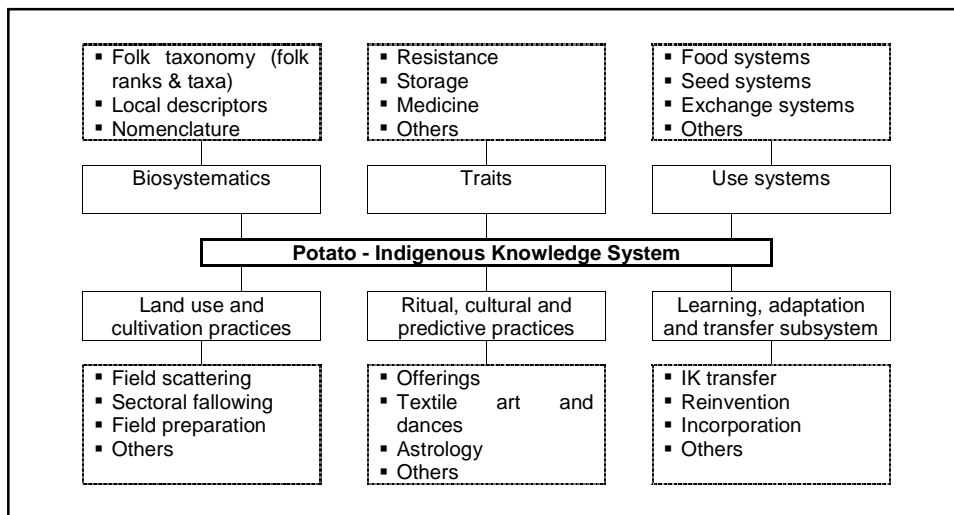 ▪ Folk taxonomy (folk
ranks & taxa)
▪ Local descriptors
▪ Nomenclature
▪ Resistance
▪ Storage
▪ Medicine
▪ Others
▪ Food systems
▪ Seed systems
▪ Exchange systems
▪ Others
Biosystematics
Traits
Use systems
Potato - Indigenous Knowledge System
Land use and
cultivation practices
Ritual, cultural and
predictive practices
Learning, adaptation
and transfer subsystem
▪ Field scattering
▪ Sectoral fallowing
▪ Field preparation
▪ Others
▪ Offerings
▪ Textile art and
dances
▪ Astrology
▪ Others
▪ IK transfer
▪ Reinvention
▪ Incorporation
▪ Others